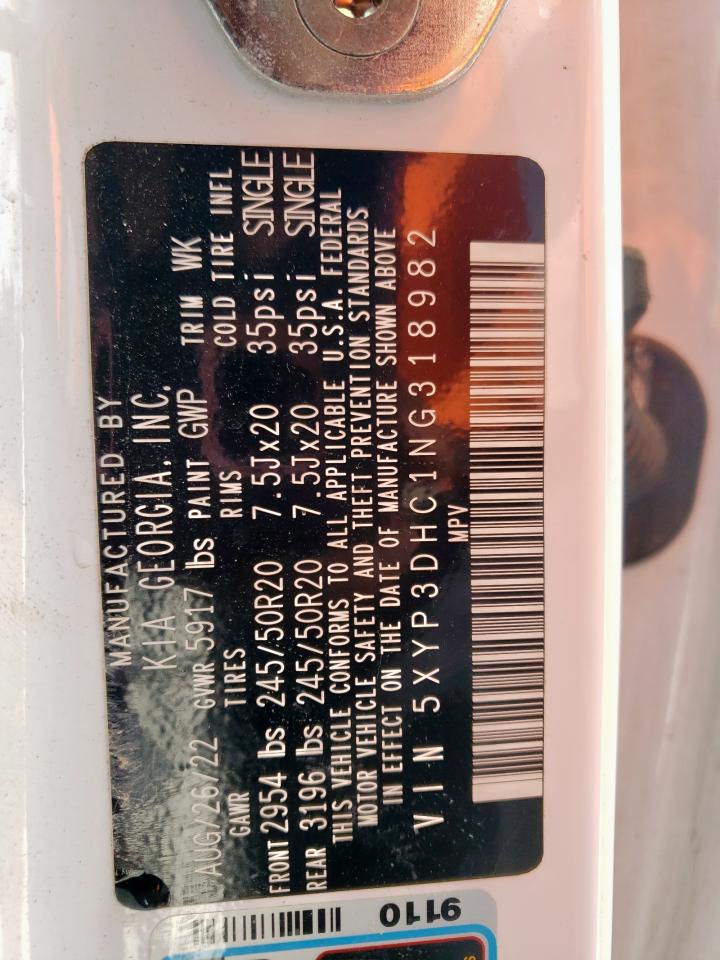 MANUFACTURED BY
KIA GEORGIA, INC.
AUG/26/22 GVWR 5917 lbs PAINT GWP TRIM WK
GAWR TIRES RIMS COLD TIRE INFL
FRONT 2954 lbs 245/50R20 7.5Jx20 35psi SINGLE
REAR 3196 lbs 245/50R20 7.5Jx20 35psi SINGLE
THIS VEHICLE CONFORMS TO ALL APPLICABLE U.S.A. FEDERAL
MOTOR VEHICLE SAFETY AND THEFT PREVENTION STANDARDS
IN EFFECT ON THE DATE OF MANUFACTURE SHOWN ABOVE
VIN 5XYP3DHC1NG318982
MPV
9110